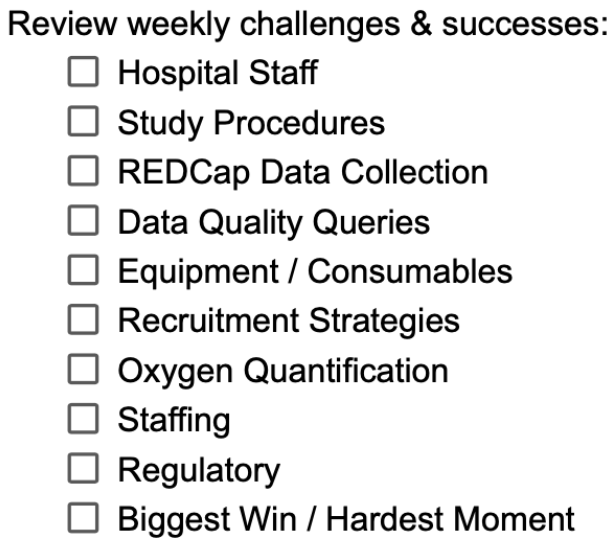 Review weekly challenges & successes:
☐ Hospital Staff
☐ Study Procedures
☐ REDCap Data Collection
☐ Data Quality Queries
☐ Equipment / Consumables
☐ Recruitment Strategies
☐ Oxygen Quantification
☐ Staffing
☐ Regulatory
☐ Biggest Win / Hardest Moment